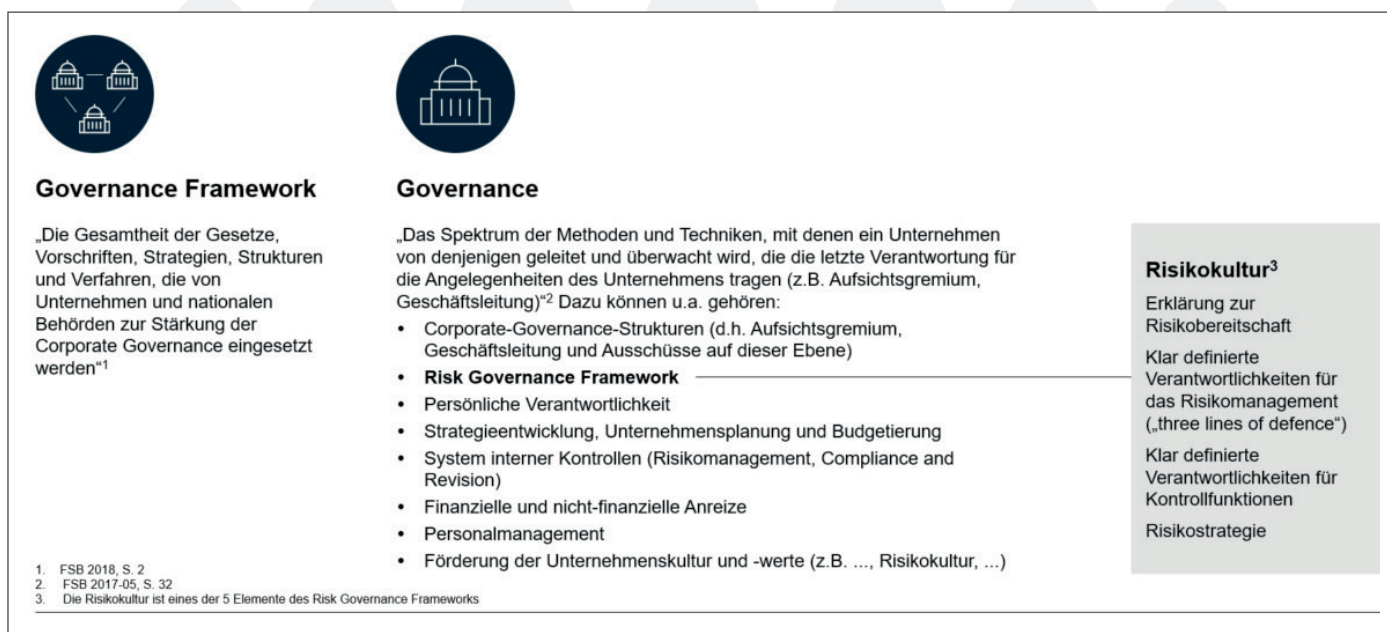 Governance Framework
„Die Gesamtheit der Gesetze,
Vorschriften, Strategien, Strukturen
und Verfahren, die von
Unternehmen und nationalen
Behörden zur Stärkung der
Corporate Governance eingesetzt
werden“1
Governance
„Das Spektrum der Methoden und Techniken, mit denen ein Unternehmen
von denjenigen geleitet und überwacht wird, die die letzte Verantwortung für
die Angelegenheiten des Unternehmens tragen (z.B. Aufsichtsgremium,
Geschäftsleitung)“2 Dazu können u.a. gehören:
• Corporate-Governance-Strukturen (d.h. Aufsichtsgremium,
Geschäftsleitung und Ausschüsse auf dieser Ebene)
• Risk Governance Framework
• Persönliche Verantwortlichkeit
• Strategieentwicklung, Unternehmensplanung und Budgetierung
• System interner Kontrollen (Risikomanagement, Compliance and
Revision)
• Finanzielle und nicht-finanzielle Anreize
• Personalmanagement
• Förderung der Unternehmenskultur und -werte (z.B. ..., Risikokultur, ...)
Risikokultur3
Erklärung zur
Risikobereitschaft
Klar definierte
Verantwortlichkeiten für
das Risikomanagement
(„three lines of defence“)
Klar definierte
Verantwortlichkeiten für
Kontrollfunktionen
Risikostrategie
1. FSB 2018, S. 2
2. FSB 2017-05, S. 32
3. Die Risikokultur ist eines der 5 Elemente des Risk Governance Frameworks